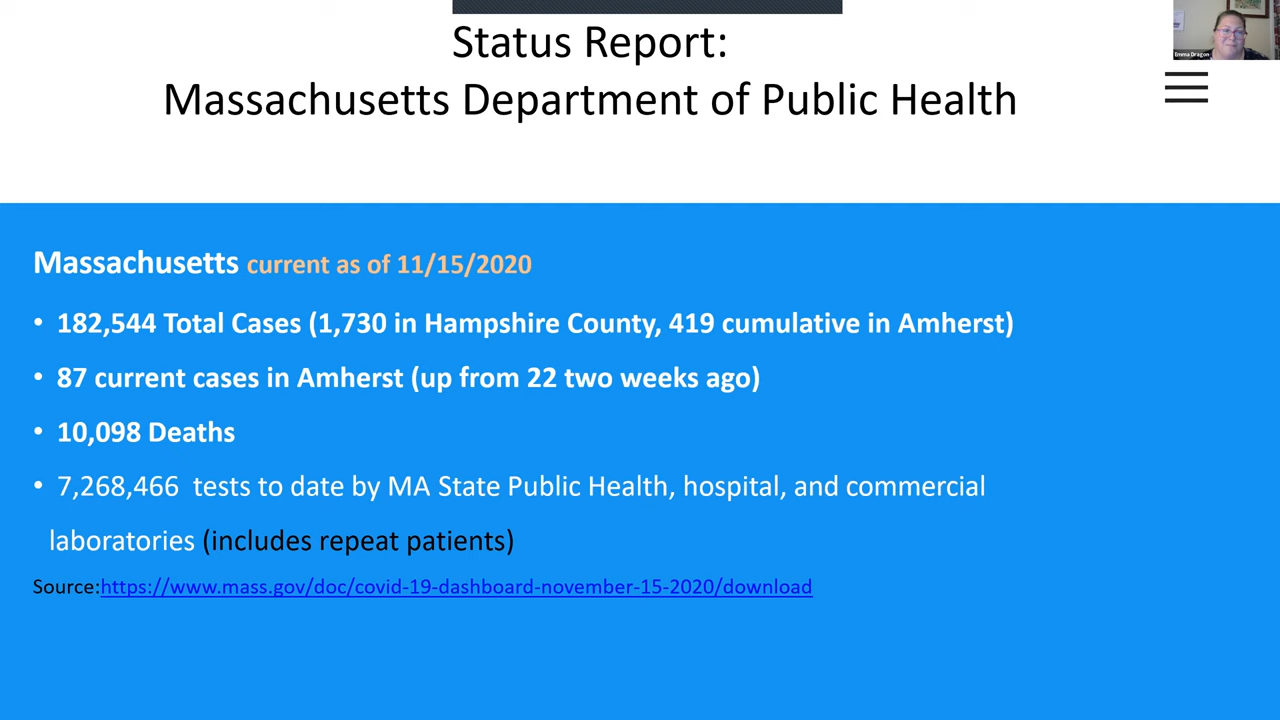 Status Report:
Massachusetts Department of Public Health
Emma Dragon
Massachusetts current as of 11/15/2020
• 182,544 Total Cases (1,730 in Hampshire County, 419 cumulative in Amherst)
• 87 current cases in Amherst (up from 22 two weeks ago)
• 10,098 Deaths
• 7,268,466 tests to date by MA State Public Health, hospital, and commercial
laboratories (includes repeat patients)
Source:https://www.mass.gov/doc/covid-19-dashboard-november-15-2020/download